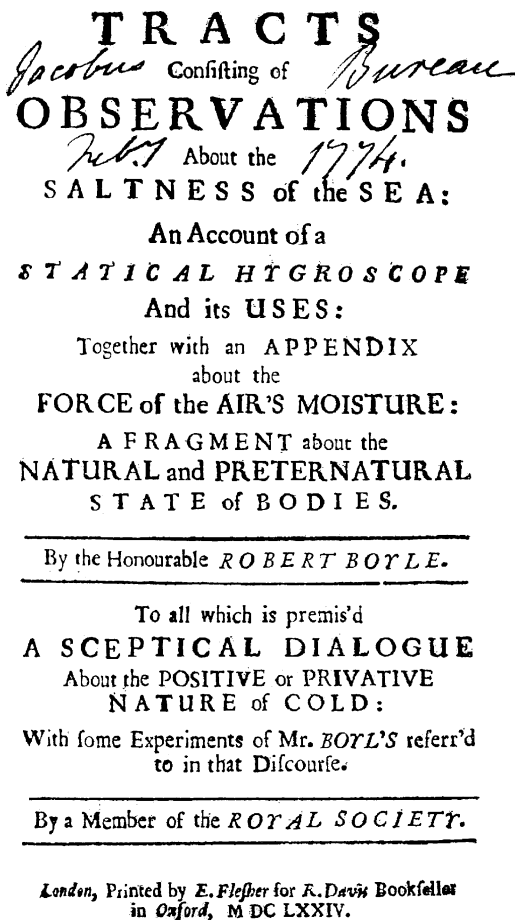 TRACTS
Jacobus Conſiſting of Bureau
OBSERVATIONS
About the 1774.
SALTNESS of the SEA:
An Account of a
STATICAL HYGROSCOPE
And its USES:
Together with an APPENDIX
about the
FORCE of the AIR'S MOISTURE:
A FRAGMENT about the
NATURAL and PRETERNATURAL
STATE of BODIES.
By the Honourable ROBERT BOYLE.
To all which is premis'd
A SCEPTICAL DIALOGUE
About the POSITIVE or PRIVATIVE
NATURE of COLD:
With ſome Experiments of Mr. BOYL'S referr'd
to in that Diſcourſe.
By a Member of the ROYAL SOCIETY.
London, Printed by E. Fleſher for R. Davis Bookſeller
in Oxford, M DC LXXIV.